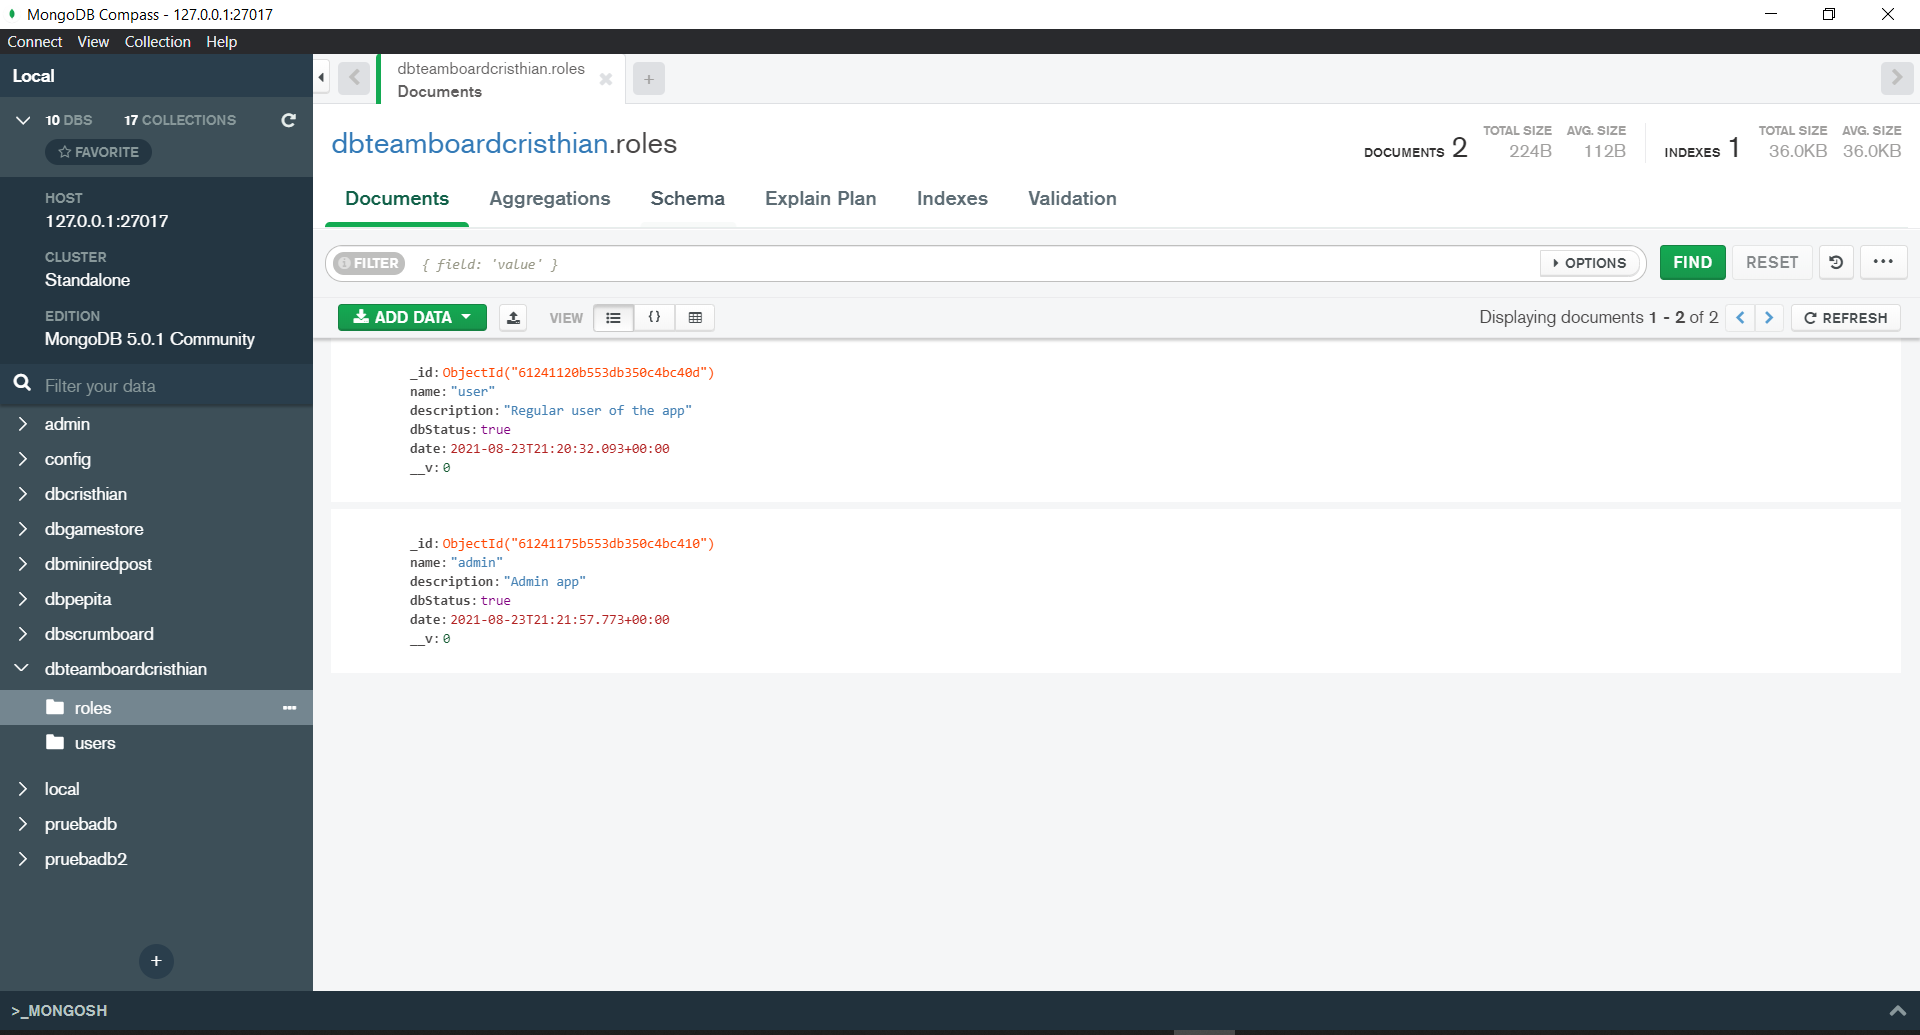 MongoDB Compass - 127.0.0.1:27017
Connect View Collection Help
Local
10 DBS 17 COLLECTIONS
FAVORITE
HOST
127.0.0.1:27017
CLUSTER
Standalone
EDITION
MongoDB 5.0.1 Community
Filter your data
admin
config
dbcristhian
dbgamestore
dbminiredpost
dbpepita
dbscrumboard
dbteamboardcristhian
roles
users
local
pruebadb
pruebadb2
+
>_MONGOSH
dbteamboardcristhian.roles
Documents
+
dbteamboardcristhian.roles
DOCUMENTS 2
TOTAL SIZE
224B
AVG. SIZE
112B
INDEXES 1
TOTAL SIZE
36.0KB
AVG. SIZE
36.0KB
Documents Aggregations Schema Explain Plan Indexes Validation
FILTER { field: 'value' } OPTIONS FIND RESET ...
ADD DATA VIEW {} Displaying documents 1 - 2 of 2 REFRESH
_id: ObjectId("61241120b553db350c4bc40d")
name: "user"
description: "Regular user of the app"
dbStatus: true
date: 2021-08-23T21:20:32.093+00:00
__v: 0
_id: ObjectId("61241175b553db350c4bc410")
name: "admin"
description: "Admin app"
dbStatus: true
date: 2021-08-23T21:21:57.773+00:00
__v: 0